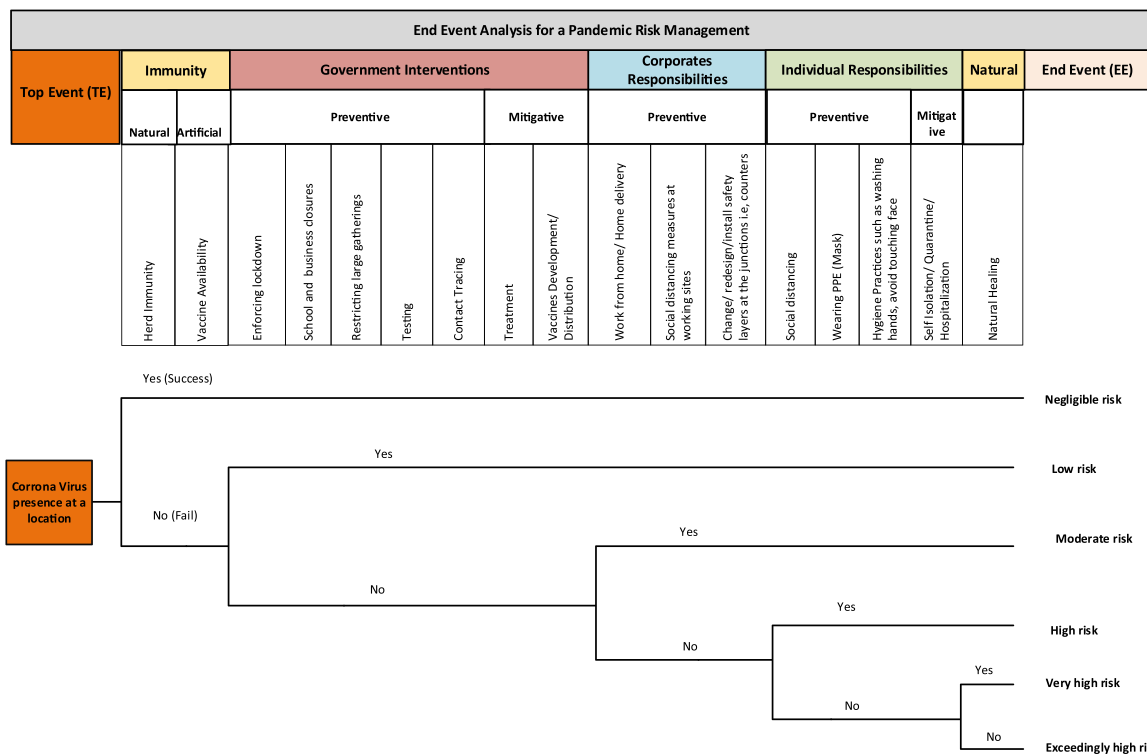 End Event Analysis for a Pandemic Risk Management
Top Event (TE)
Immunity
Government Interventions
Corporates
Responsibilities
Individual Responsibilities
Natural
End Event (EE)
Natural
Artificial
Preventive
Mitigative
Preventive
Preventive
Mitigat
ive
Herd Immunity
Vaccine Availability
Enforcing lockdown
School and business closures
Restricting large gatherings
Testing
Contact Tracing
Treatment
Vaccines Development/
Distribution
Work from home/ Home delivery
Social distancing measures at
working sites
Change/ redesign/install safety
layers at the junctions i.e, counters
Social distancing
Wearing PPE (Mask)
Hygiene Practices such as washing
hands, avoid touching face
Self Isolation/ Quarantine/
Hospitalization
Natural Healing
Yes (Success)
Negligible risk
Yes
Low risk
Corrona Virus
presence at a
location
No (Fail)
Yes
Moderate risk
No
Yes
High risk
No
Yes
Very high risk
No
No
Exceedingly high ri